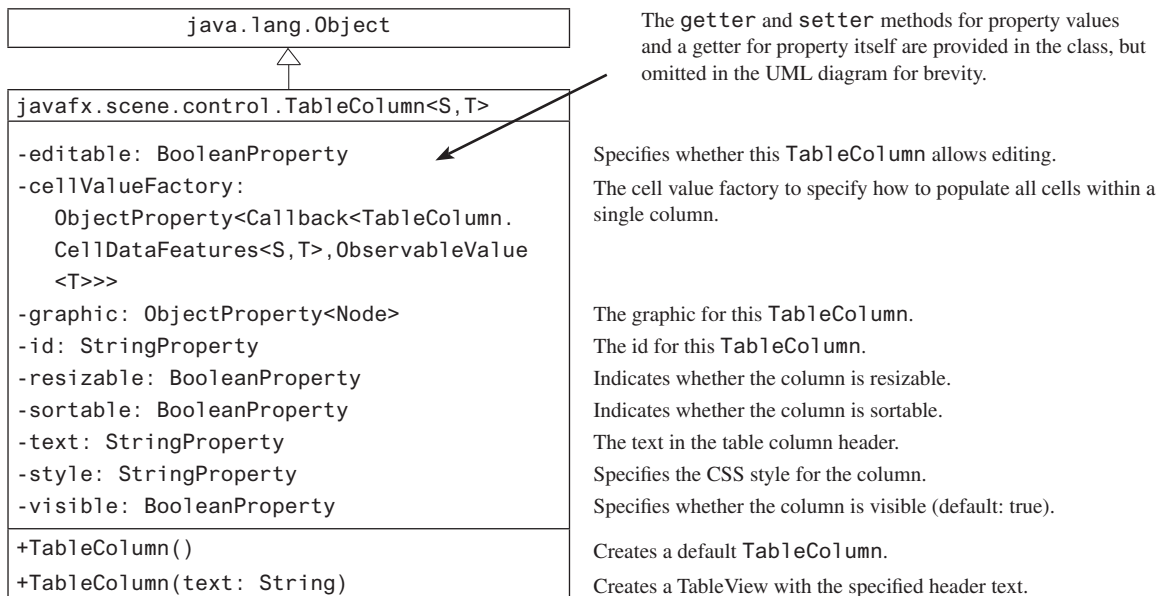 java.lang.Object
The getter and setter methods for property values
and a getter for property itself are provided in the class, but
omitted in the UML diagram for brevity.
javafx.scene.control.TableColumn<S,T>
-editable: BooleanProperty
Specifies whether this TableColumn allows editing.
-cellValueFactory:
ObjectProperty<Callback<TableColumn.
CellDataFeatures<S,T>,ObservableValue
<T>>>
The cell value factory to specify how to populate all cells within a
single column.
-graphic: ObjectProperty<Node>
The graphic for this TableColumn.
-id: StringProperty
The id for this TableColumn.
-resizable: BooleanProperty
Indicates whether the column is resizable.
-sortable: BooleanProperty
Indicates whether the column is sortable.
-text: StringProperty
The text in the table column header.
-style: StringProperty
Specifies the CSS style for the column.
-visible: BooleanProperty
Specifies whether the column is visible (default: true).
+TableColumn()
Creates a default TableColumn.
+TableColumn(text: String)
Creates a TableView with the specified header text.